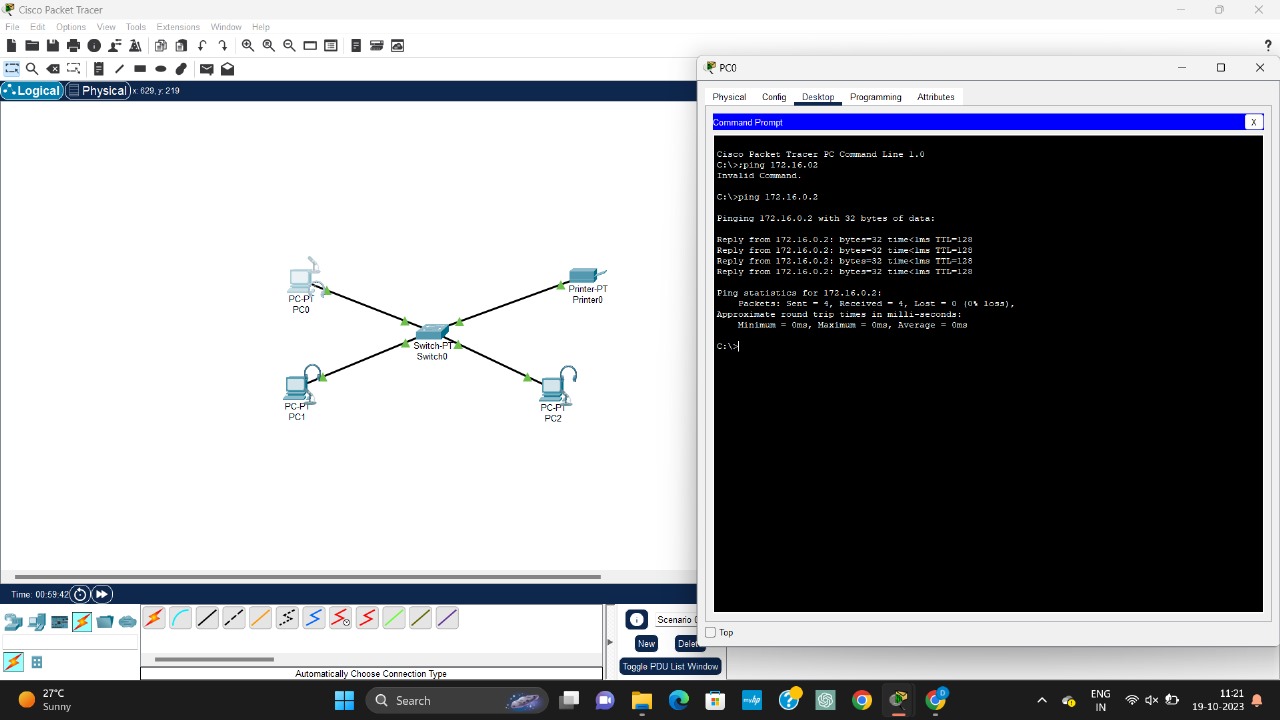 Cisco Packet Tracer
File Edit Options View Tools Extensions Window Help
?
Logical Physical x: 629, y: 219
PC0
Physical Config Desktop Programming Attributes
Command Prompt X
Cisco Packet Tracer PC Command Line 1.0
C:\>;ping 172.16.02
Invalid Command.
C:\>ping 172.16.0.2
Pinging 172.16.0.2 with 32 bytes of data:
Reply from 172.16.0.2: bytes=32 time<1ms TTL=128
Reply from 172.16.0.2: bytes=32 time<1ms TTL=128
Reply from 172.16.0.2: bytes=32 time<1ms TTL=128
Reply from 172.16.0.2: bytes=32 time<1ms TTL=128
Ping statistics for 172.16.0.2:
Packets: Sent = 4, Received = 4, Lost = 0 (0% loss),
Approximate round trip times in milli-seconds:
Minimum = 0ms, Maximum = 0ms, Average = 0ms
C:\>
Top
PC-PT
PC0
Printer-PT
Printer0
Switch-PT
Switch0
PC-PT
PC1
PC-PT
PC2
Time: 00:59:42
Automatically Choose Connection Type
Scenario 0
New Delet
Toggle PDU List Window
27°C
Sunny
Search
myhp
ENG
IN
11:21
19-10-2023